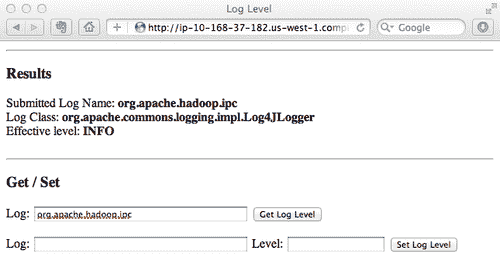 Log Level
http://ip-10-168-37-182.us-west-1.comp
Google
Results
Submitted Log Name: org.apache.hadoop.ipc
Log Class: org.apache.commons.logging.impl.Log4JLogger
Effective level: INFO
Get / Set
Log: org.apache.hadoop.ipc Get Log Level
Log: Level: Set Log Level